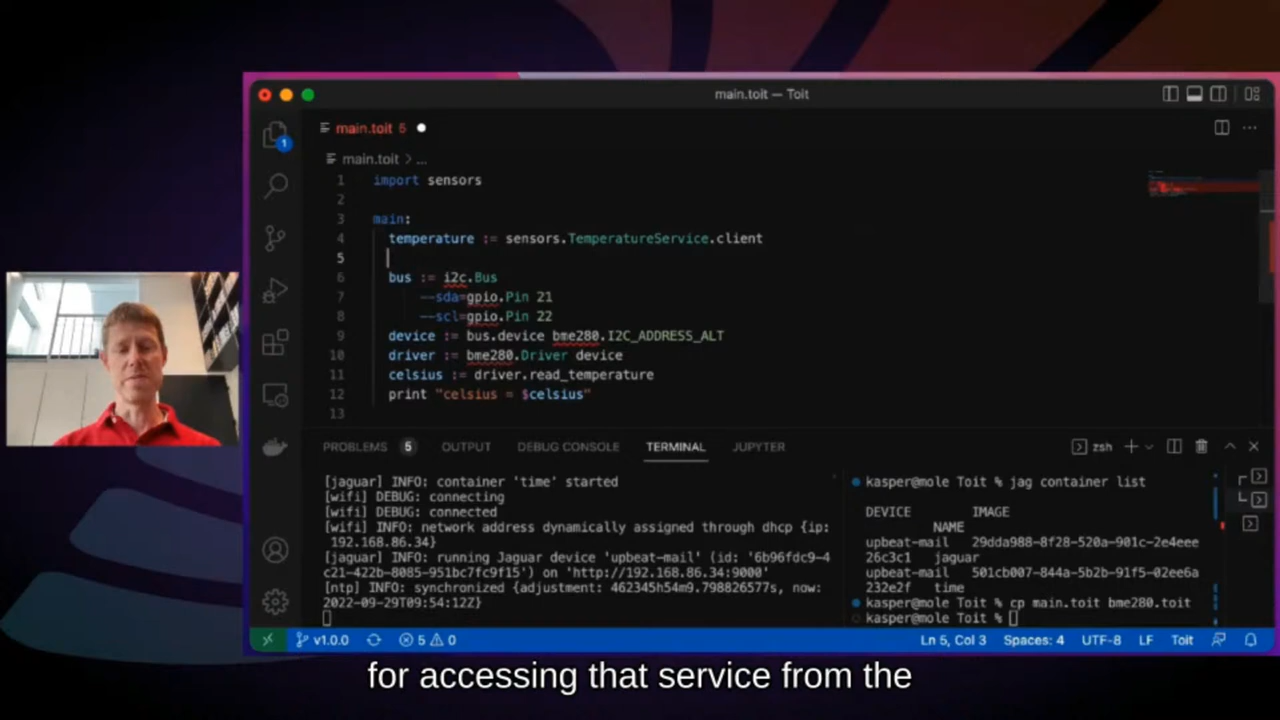 main.toit — Toit
main.toit 5
1
main.toit > ...
1 import sensors
2
3 main:
4 temperature := sensors.TemperatureService.client
5
6 bus := i2c.Bus
7 --sda=gpio.Pin 21
8 --scl=gpio.Pin 22
9 device := bus.device bme280.I2C_ADDRESS_ALT
10 driver := bme280.Driver device
11 celsius := driver.read_temperature
12 print "celsius = $celsius"
13
PROBLEMS 5 OUTPUT DEBUG CONSOLE TERMINAL JUPYTER zsh
[jaguar] INFO: container 'time' started
[wifi] DEBUG: connecting
[wifi] DEBUG: connected
[wifi] INFO: network address dynamically assigned through dhcp {ip:
192.168.86.34}
[jaguar] INFO: running Jaguar device 'upbeat-mail' (id: '6b96fdc9-4
c21-422b-8085-951bc7fc9f15') on 'http://192.168.86.34:9000'
[ntp] INFO: synchronized {adjustment: 462345h54m9.798826577s, now:
2022-09-29T09:54:12Z}
kasper@mole Toit % jag container list
DEVICE IMAGE
NAME
upbeat-mail 29dda988-8f28-520a-901c-2e4eee
26c3c1 jaguar
upbeat-mail 501cb007-844a-5b2b-91f5-02ee6a
232e2f time
kasper@mole Toit % cp main.toit bme280.toit
kasper@mole Toit %
v1.0.0 5 0 Ln 5, Col 3 Spaces: 4 UTF-8 LF Toit
for accessing that service from the